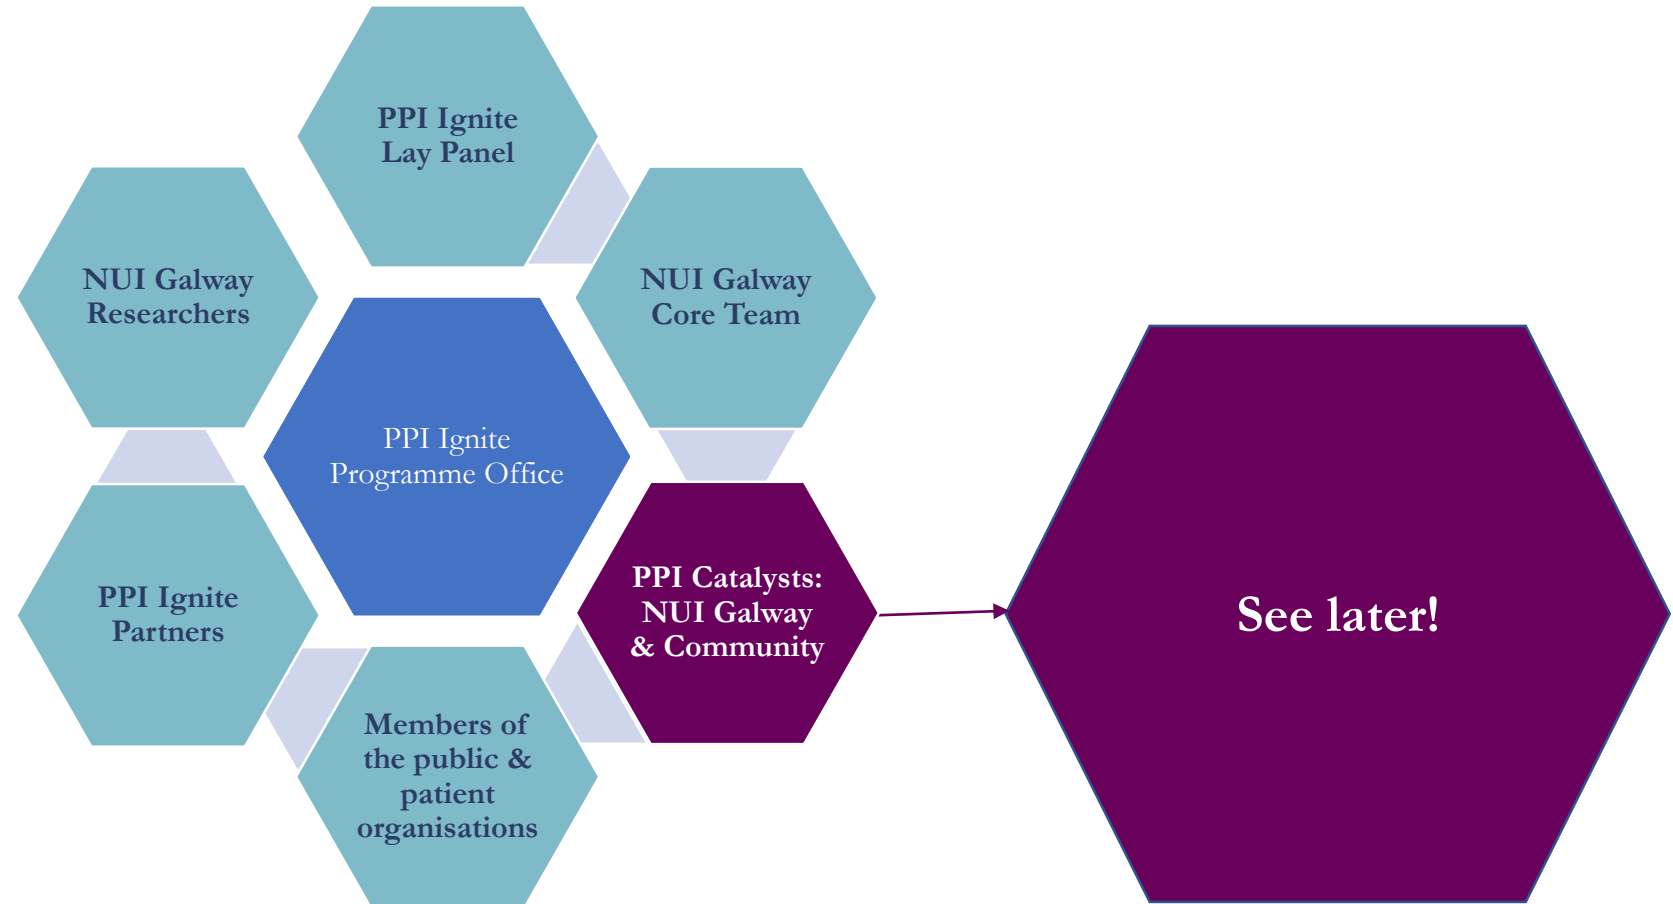 PPI Ignite
Lay Panel
NUI Galway
Researchers
NUI Galway
Core Team
PPI Ignite
Programme Office
PPI Ignite
Partners
PPI Catalysts:
NUI Galway
& Community
Members of
the public &
patient
organisations
See later!